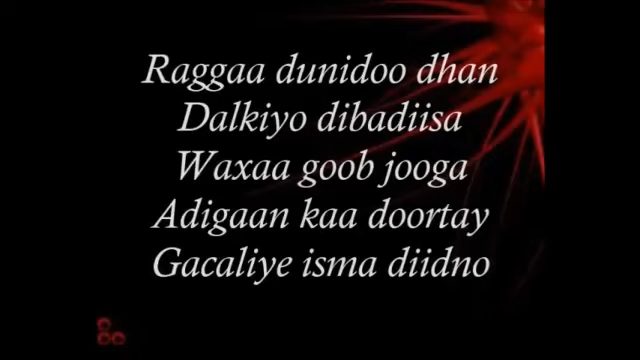 Raggaa dunidoo dhan
Dalkiyo dibadiisa
Waxaa goob jooga
Adigaan kaa doortay
Gacaliye isma diidno